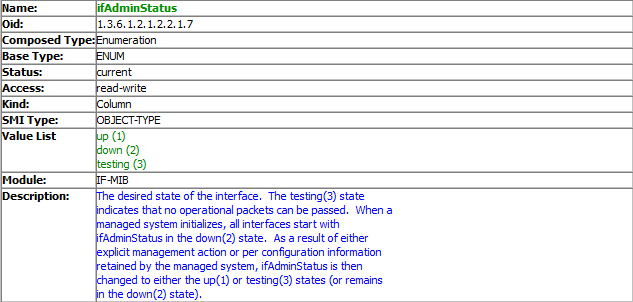 Name: ifAdminStatus
Oid: 1.3.6.1.2.1.2.2.1.7
Composed Type: Enumeration
Base Type: ENUM
Status: current
Access: read-write
Kind: Column
SMI Type: OBJECT-TYPE
Value List up (1)
down (2)
testing (3)
Module: IF-MIB
Description: The desired state of the interface. The testing(3) state
indicates that no operational packets can be passed. When a
managed system initializes, all interfaces start with
ifAdminStatus in the down(2) state. As a result of either
explicit management action or per configuration information
retained by the managed system, ifAdminStatus is then
changed to either the up(1) or testing(3) states (or remains
in the down(2) state).